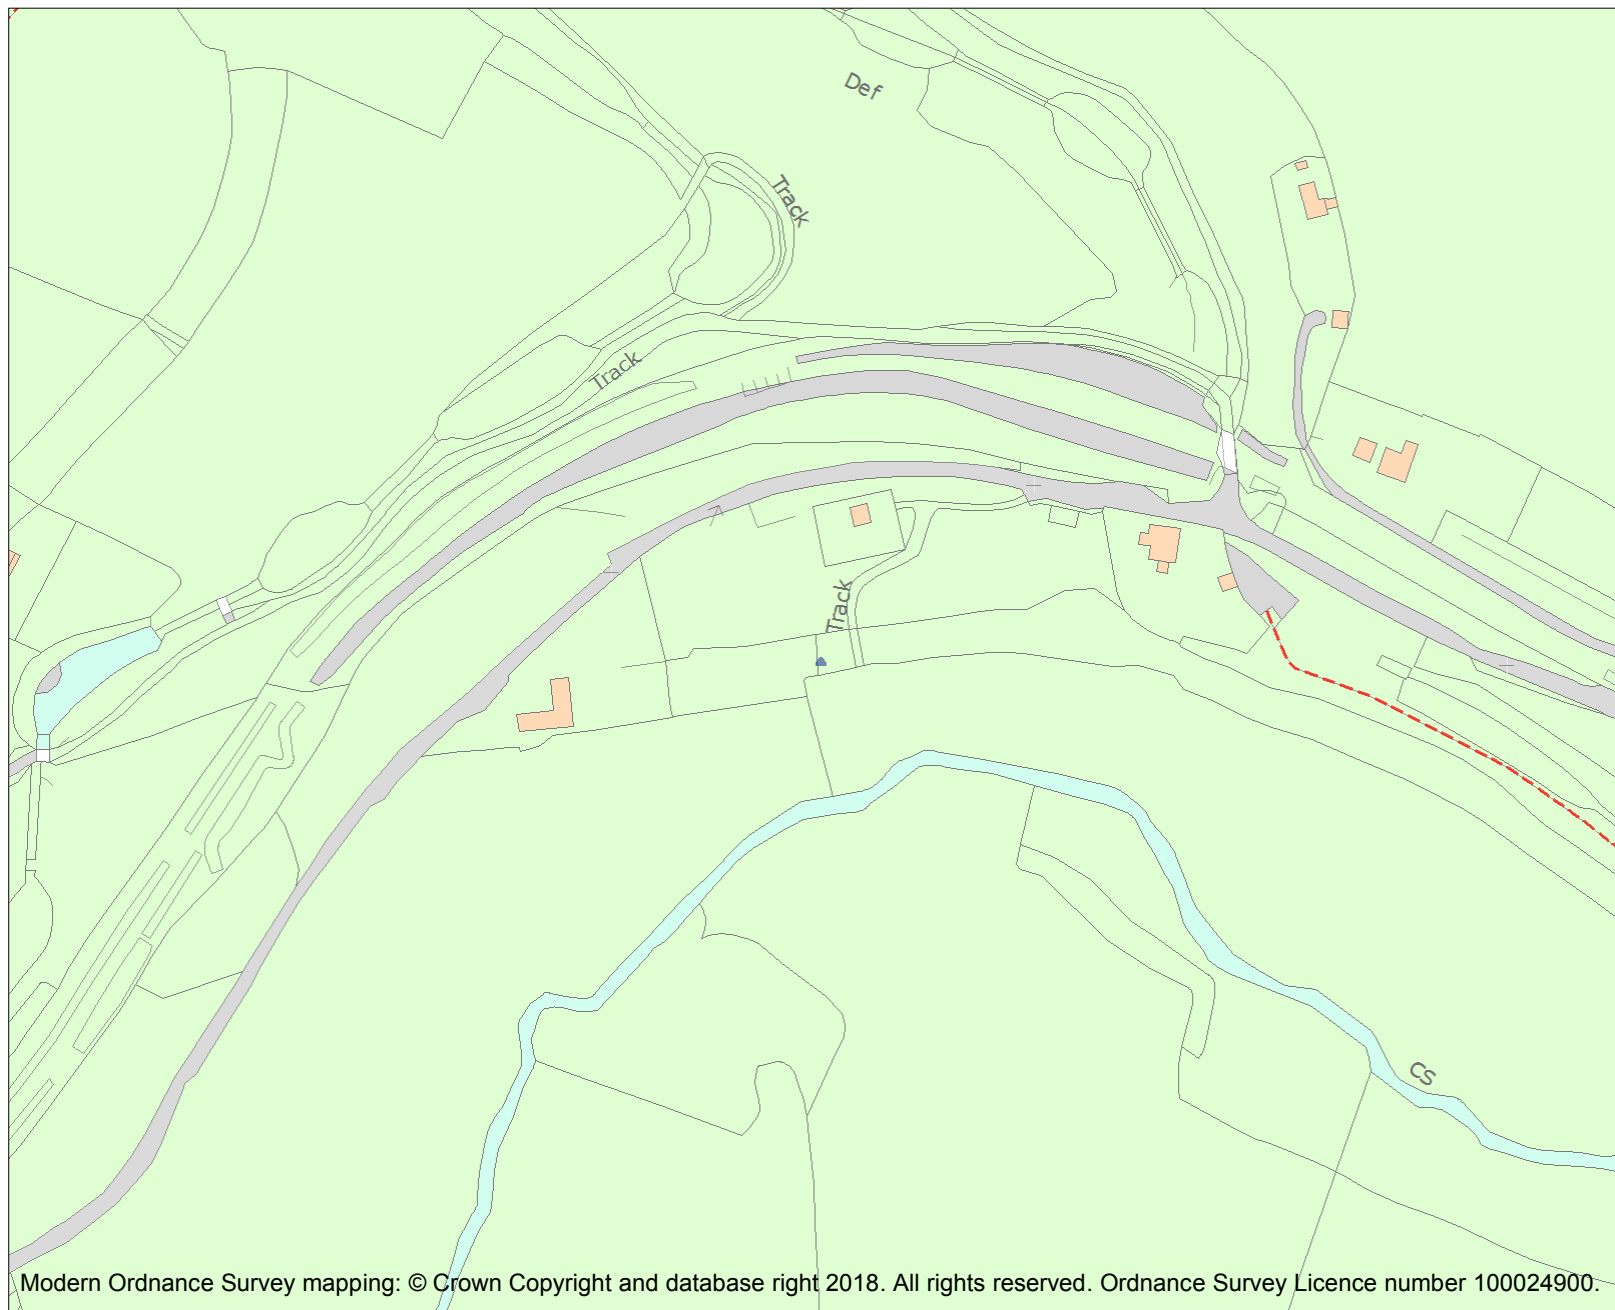 Def
Track
Track
Track
CS
Modern Ordnance Survey mapping: © Crown Copyright and database right 2018. All rights reserved. Ordnance Survey Licence number 100024900.